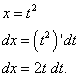 x = t²
dx = (t²)' dt
dx = 2t dt.